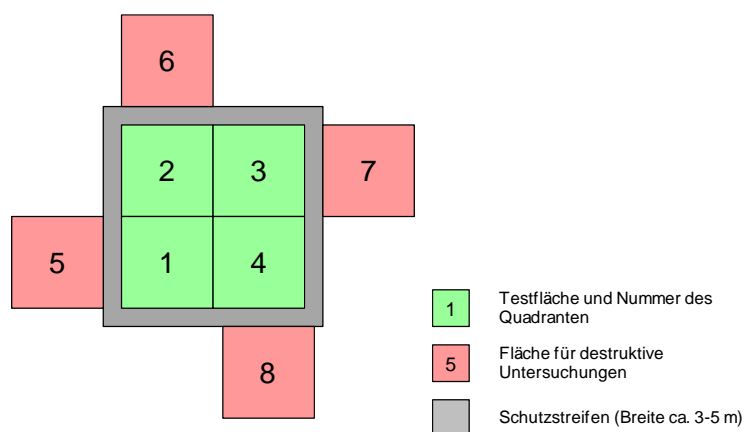 6
2 3 7
5 1 4
8
1 Testfläche und Nummer des
Quadranten
5 Fläche für destruktive
Untersuchungen
Schutzstreifen (Breite ca. 3-5 m)